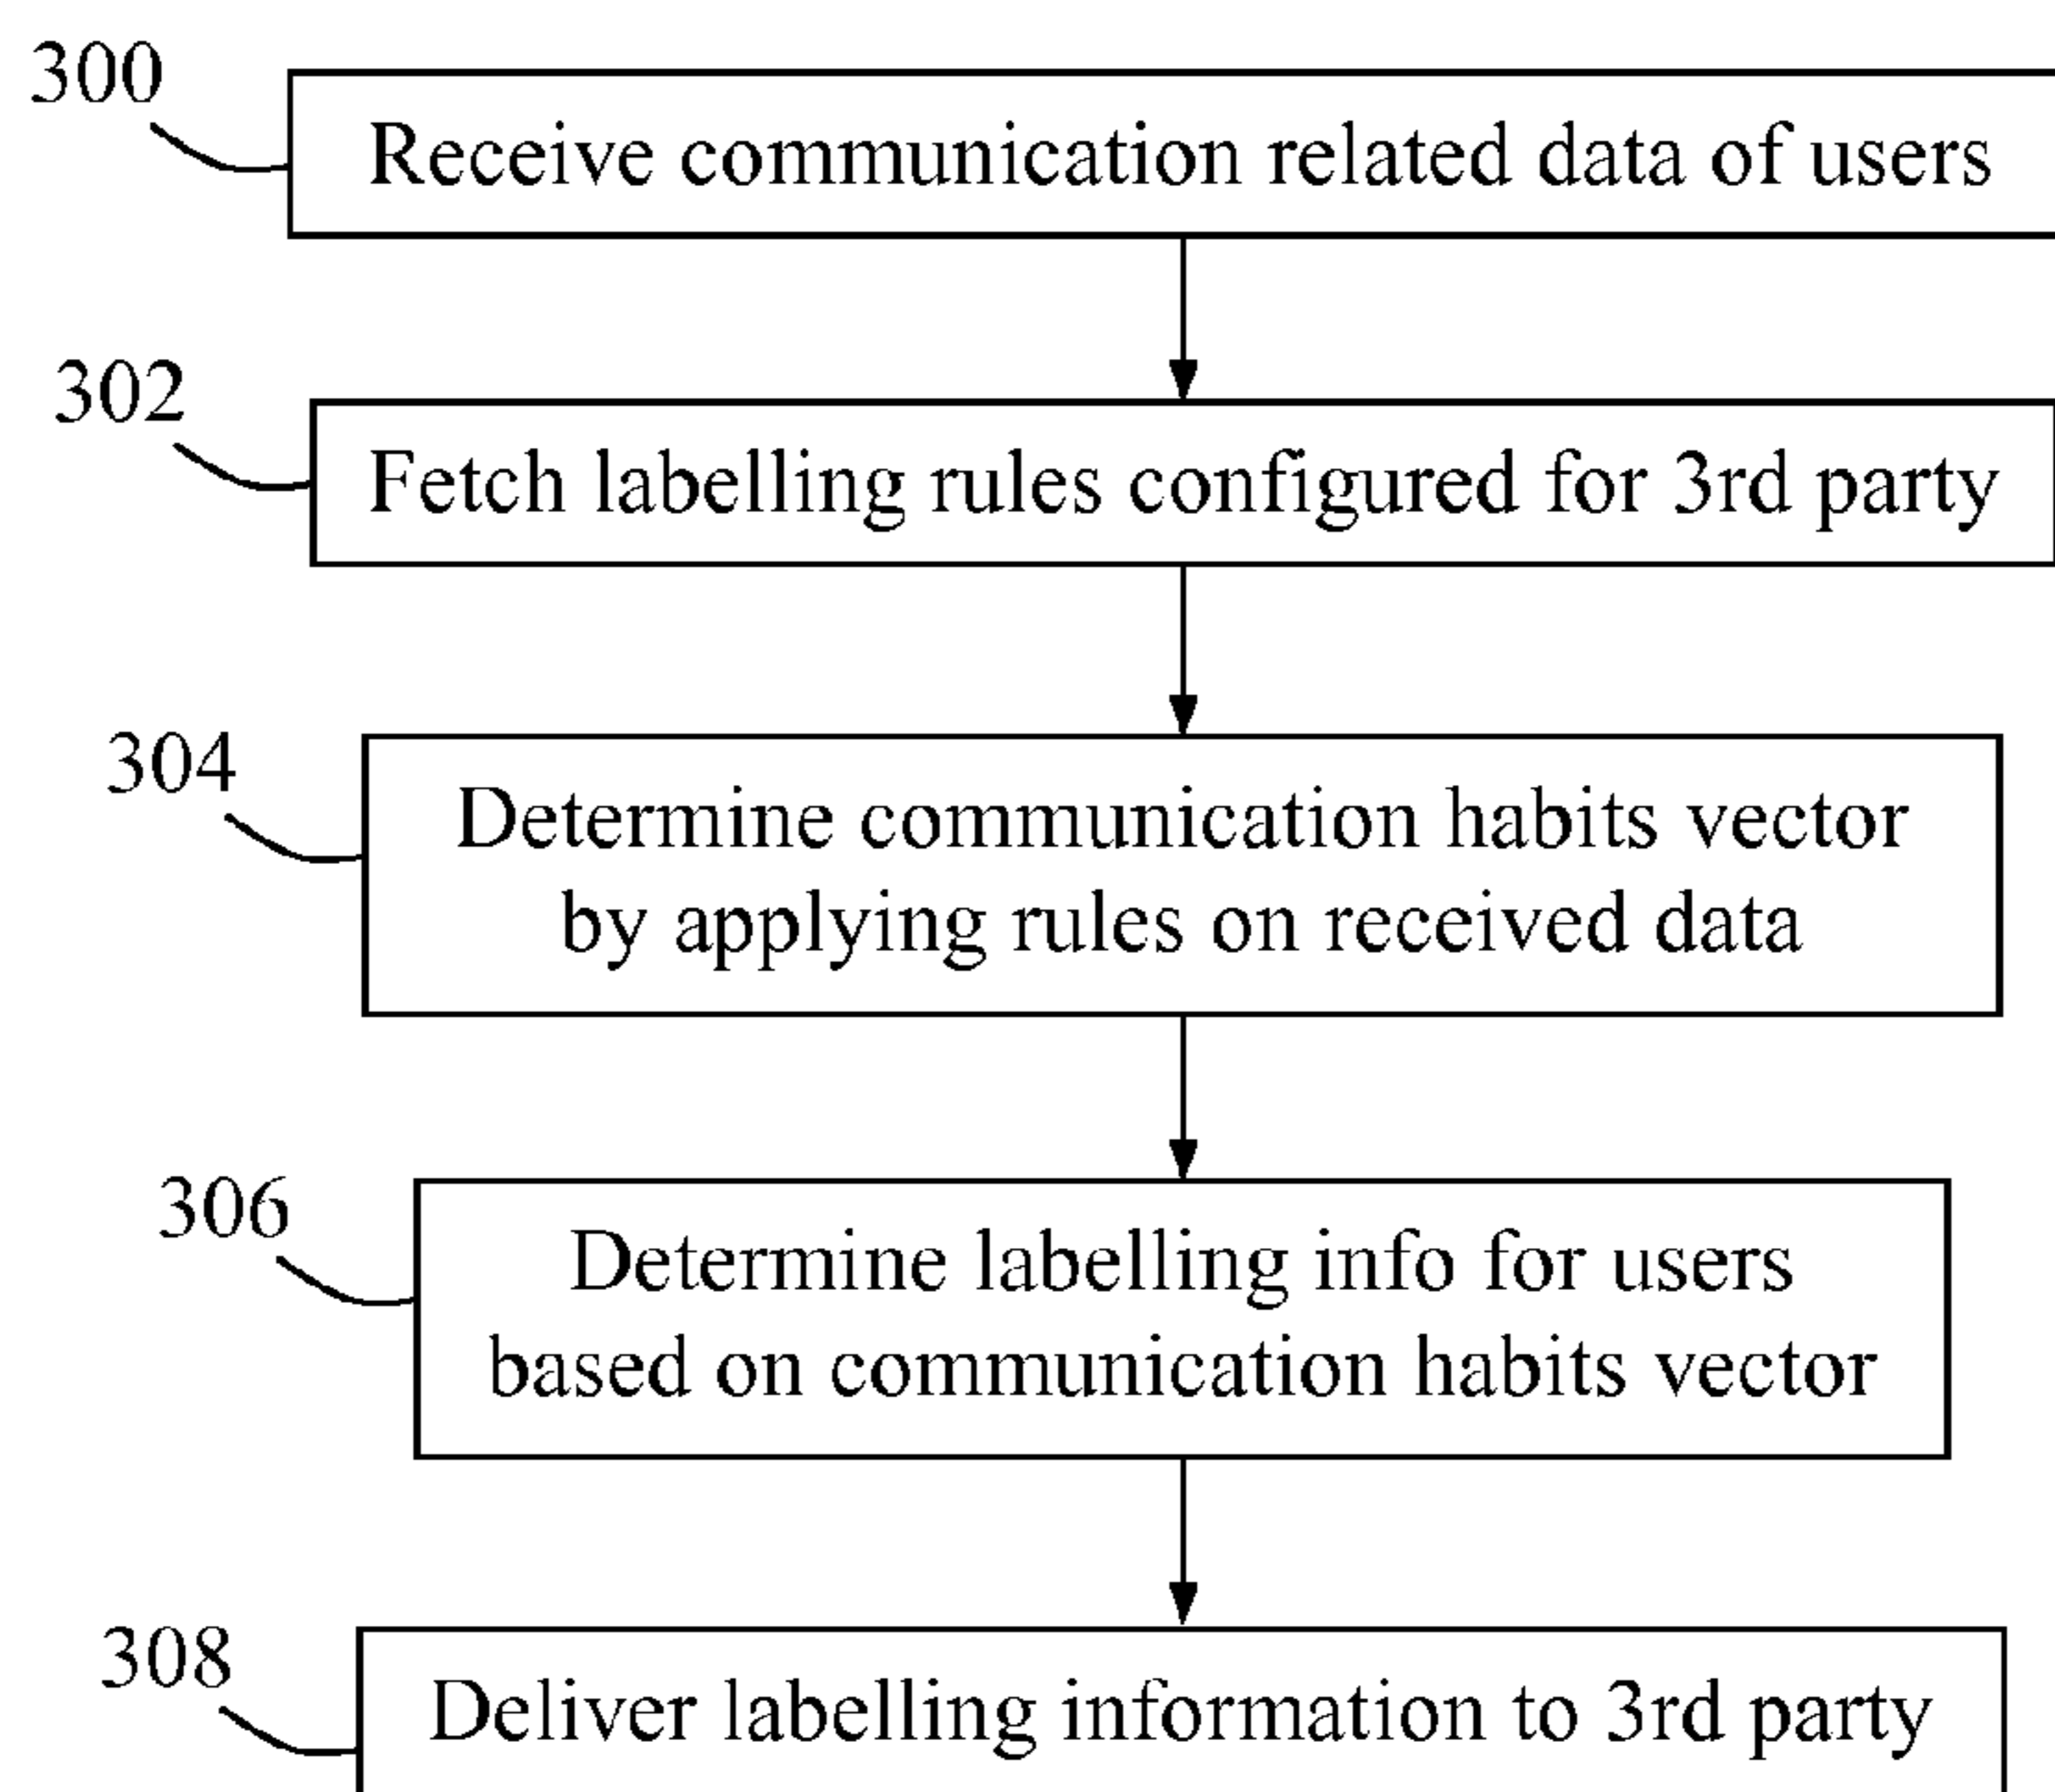 300
Receive communication related data of users
302
Fetch labelling rules configured for 3rd party
304
Determine communication habits vector
by applying rules on received data
306
Determine labelling info for users
based on communication habits vector
308
Deliver labelling information to 3rd party